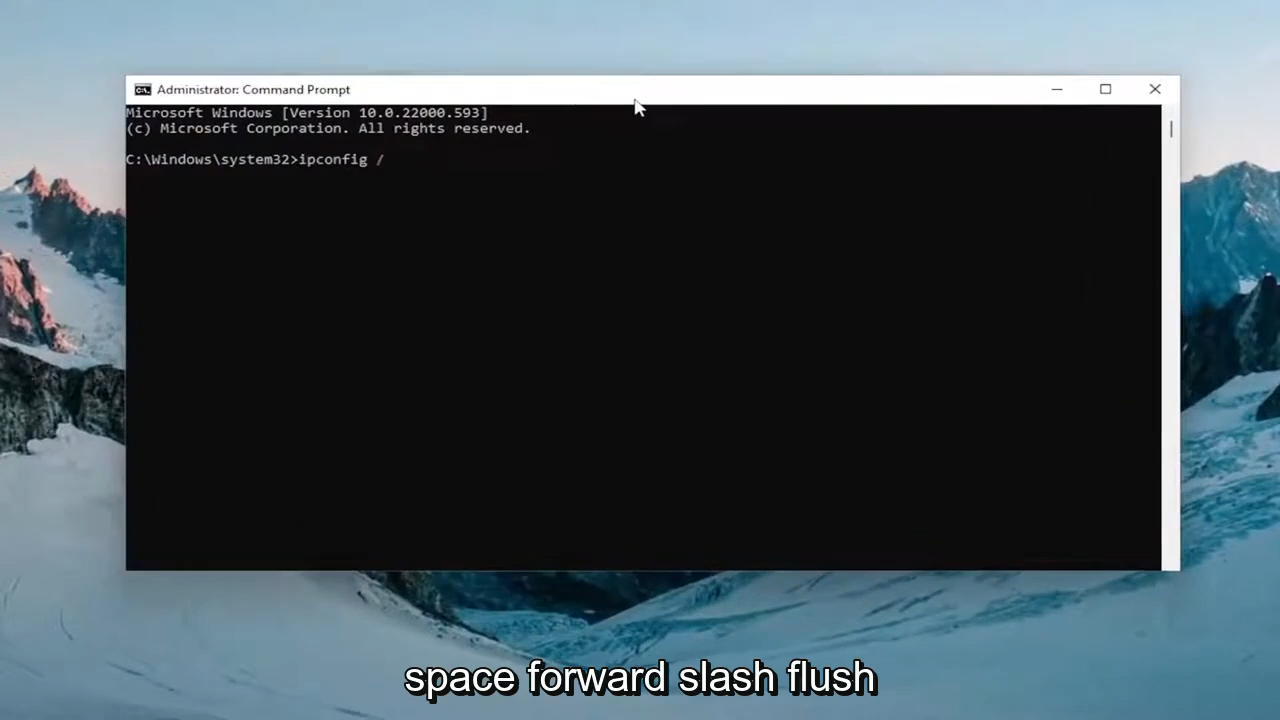 Administrator: Command Prompt
Microsoft Windows [Version 10.0.22000.593]
(c) Microsoft Corporation. All rights reserved.
C:\Windows\system32>ipconfig /
space forward slash flush